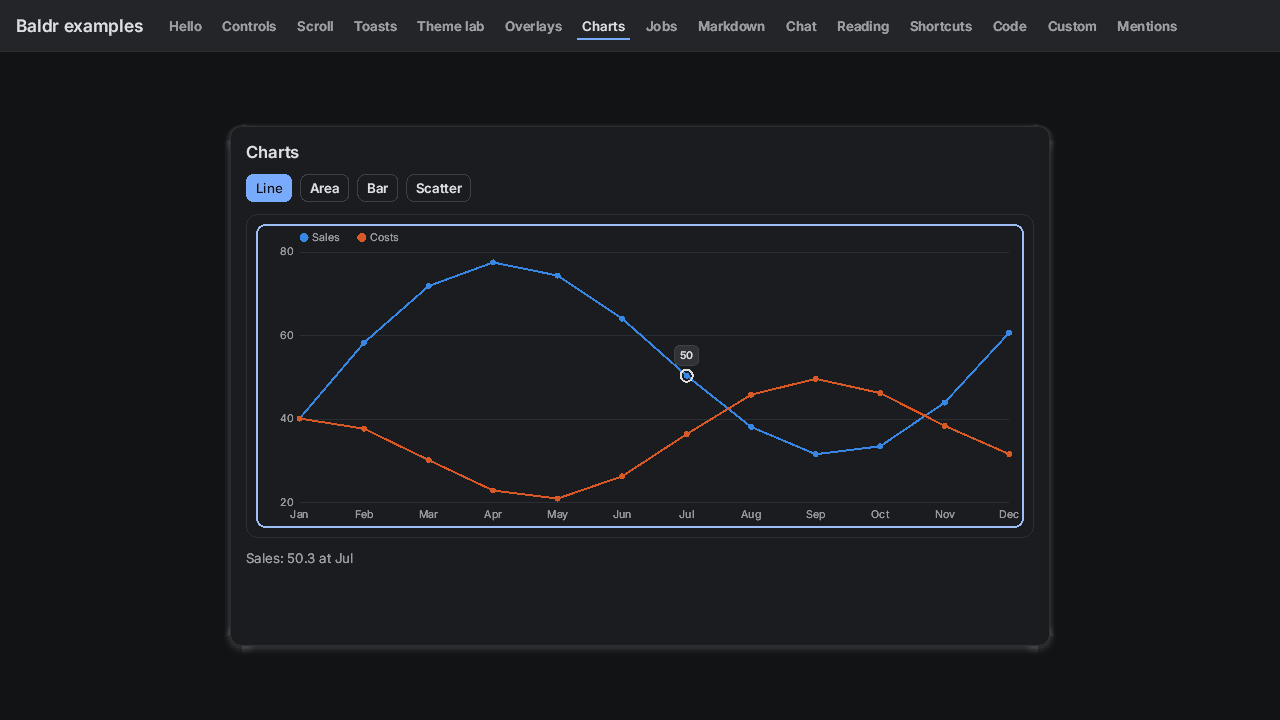 Baldr examples Hello Controls Scroll Toasts Theme lab Overlays Charts Jobs Markdown Chat Reading Shortcuts Code Custom Mentions
Charts
Line Area Bar Scatter
Sales Costs
80
60
50
40
20
Jan Feb Mar Apr May Jun Jul Aug Sep Oct Nov Dec
Sales: 50.3 at Jul